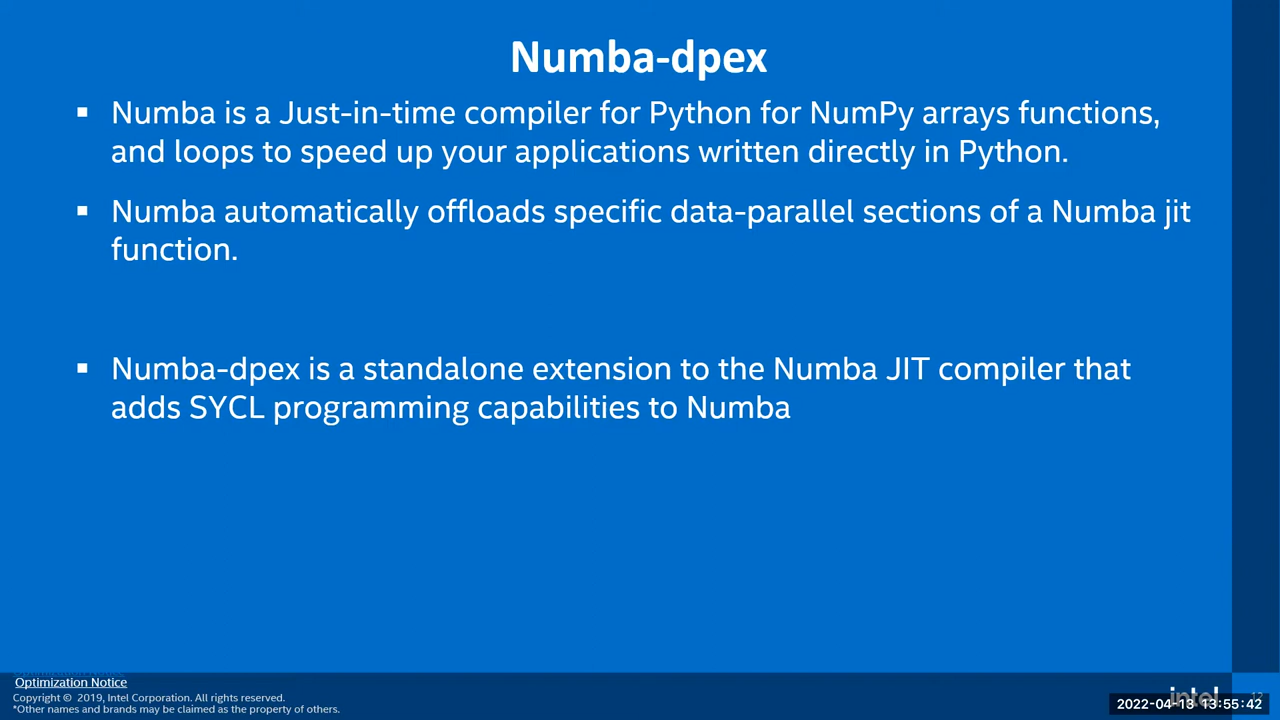 Numba-dpex
▪ Numba is a Just-in-time compiler for Python for NumPy arrays functions,
and loops to speed up your applications written directly in Python.
▪ Numba automatically offloads specific data-parallel sections of a Numba jit
function.
▪ Numba-dpex is a standalone extension to the Numba JIT compiler that
adds SYCL programming capabilities to Numba
Optimization Notice
Copyright © 2019, Intel Corporation. All rights reserved.
*Other names and brands may be claimed as the property of others.
intel
12
2022-04-13 13:55:42